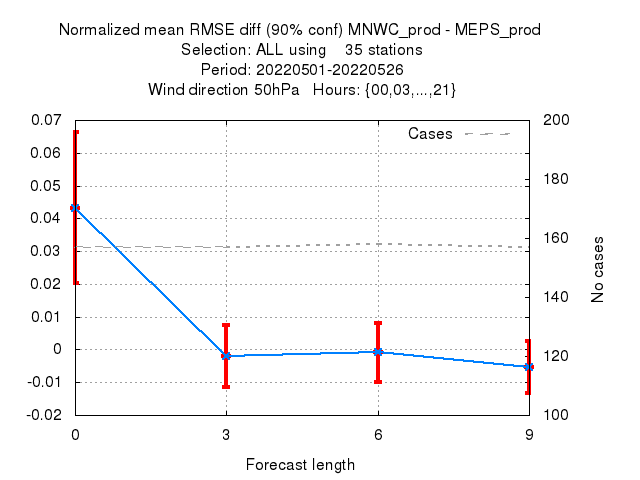 Normalized mean RMSE diff (90% conf) MNWC_prod - MEPS_prod
Selection: ALL using    35 stations
Period: 20220501-20220526
Wind direction 50hPa   Hours: {00,03,...,21}
Cases
0.07
0.06
0.05
0.04
0.03
0.02
0.01
0
-0.01
-0.02
200
180
160
140
120
100
No cases
0 3 6 9
Forecast length